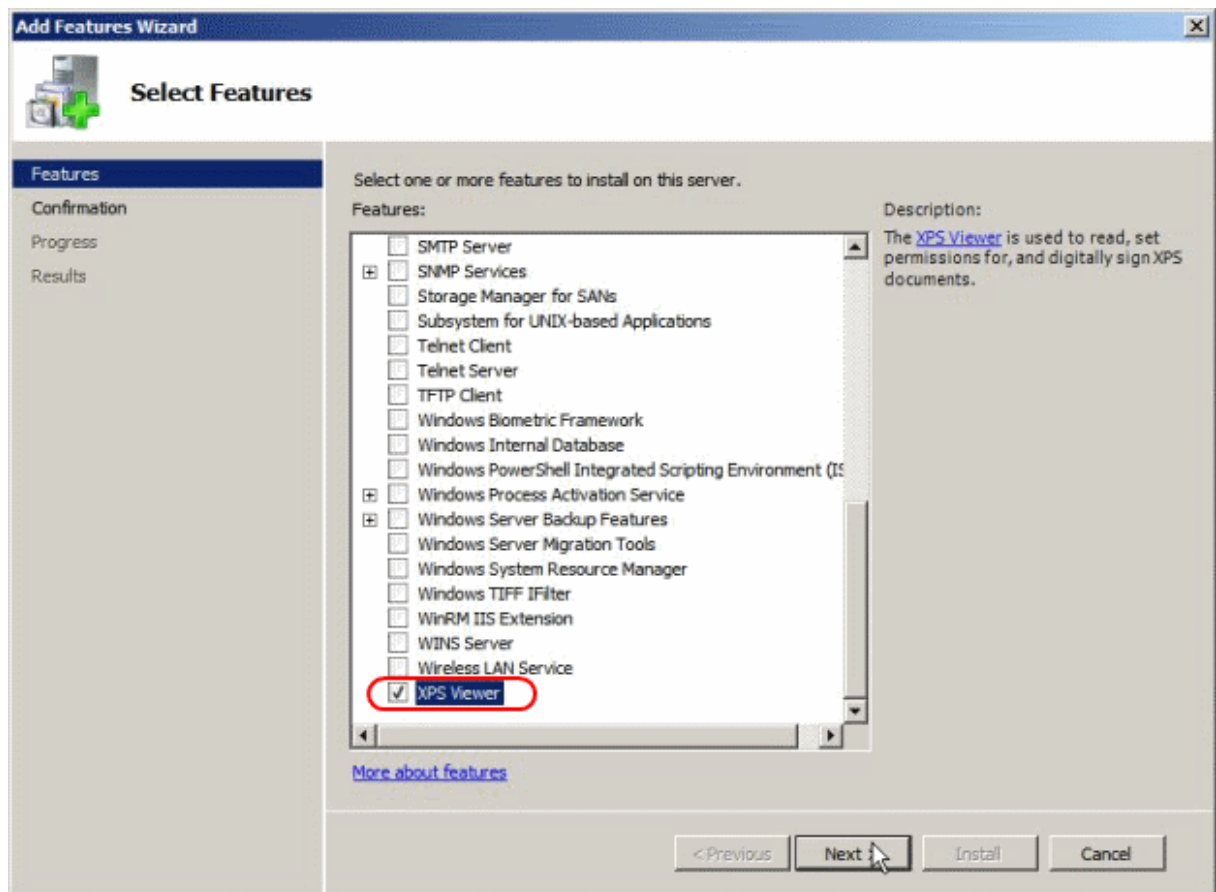 Add Features Wizard
Select Features
Features
Confirmation
Progress
Results
Select one or more features to install on this server.
Features:
SMTP Server
SNMP Services
Storage Manager for SANs
Subsystem for UNIX-based Applications
Telnet Client
Telnet Server
TFTP Client
Windows Biometric Framework
Windows Internal Database
Windows PowerShell Integrated Scripting Environment (IS
Windows Process Activation Service
Windows Server Backup Features
Windows Server Migration Tools
Windows System Resource Manager
Windows TIFF IFilter
WinRM IIS Extension
WINS Server
Wireless LAN Service
XPS Viewer
More about features
Description:
The XPS Viewer is used to read, set
permissions for, and digitally sign XPS
documents.
< Previous
Next >
Install
Cancel